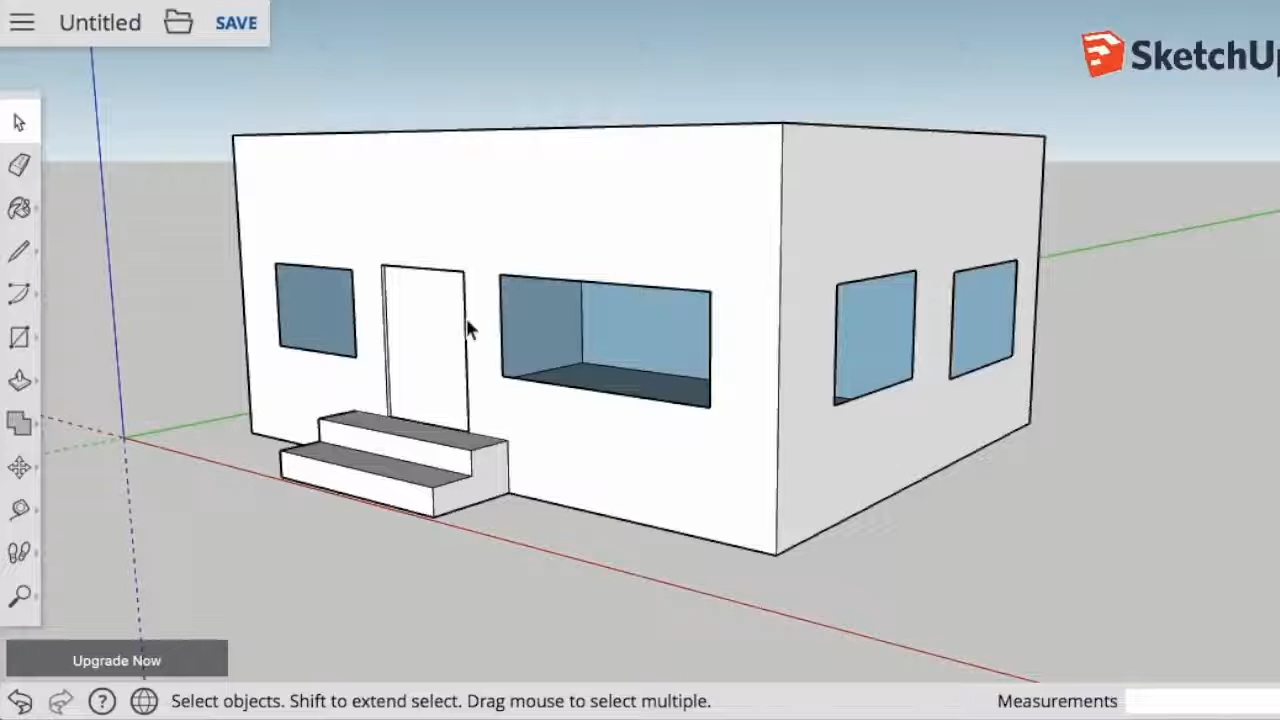 Untitled SAVE
SketchUp
Upgrade Now
Select objects. Shift to extend select. Drag mouse to select multiple.
Measurements